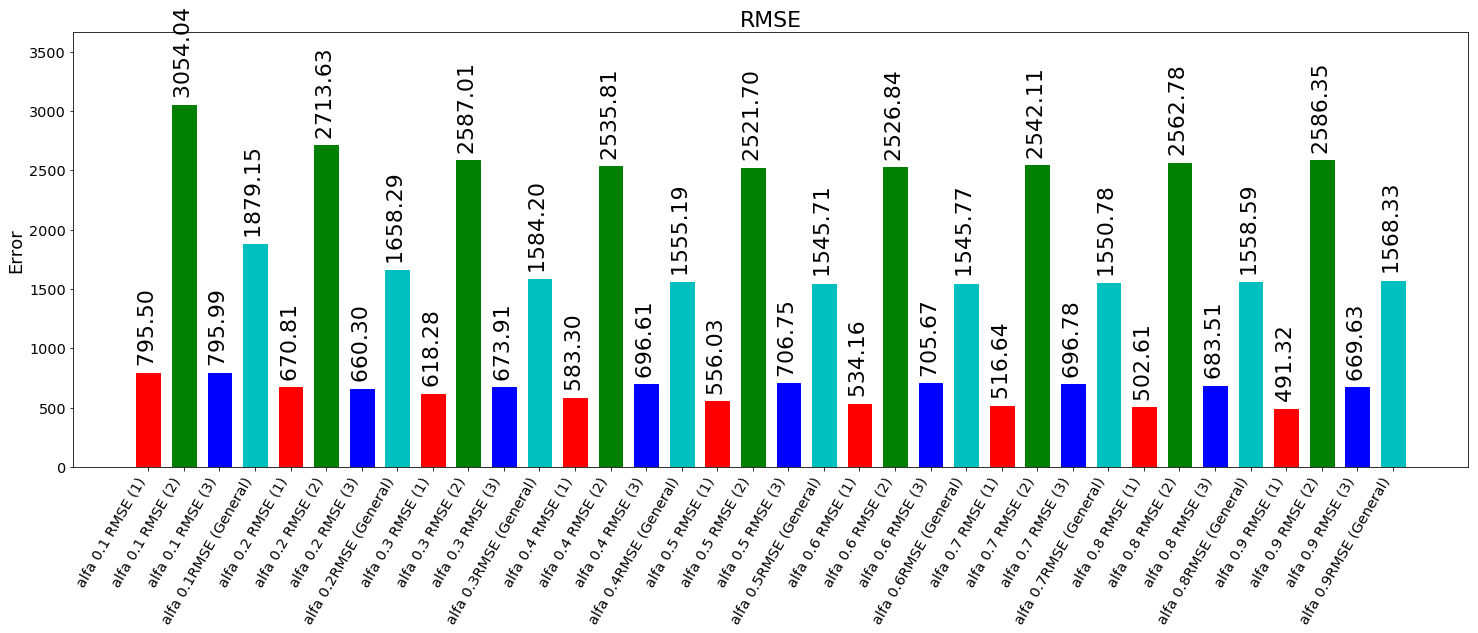 RMSE
Error
3500
3000
2500
2000
1500
1000
500
0
795.50
3054.04
795.99
1879.15
670.81
2713.63
660.30
1658.29
618.28
2587.01
673.91
1584.20
583.30
2535.81
696.61
1555.19
556.03
2521.70
706.75
1545.71
534.16
2526.84
705.67
1545.77
516.64
2542.11
696.78
1550.78
502.61
2562.78
683.51
1558.59
491.32
2586.35
669.63
1568.33
alfa 0.1 RMSE (1)
alfa 0.1 RMSE (2)
alfa 0.1 RMSE (3)
alfa 0.1RMSE (General)
alfa 0.2 RMSE (1)
alfa 0.2 RMSE (2)
alfa 0.2 RMSE (3)
alfa 0.2RMSE (General)
alfa 0.3 RMSE (1)
alfa 0.3 RMSE (2)
alfa 0.3 RMSE (3)
alfa 0.3RMSE (General)
alfa 0.4 RMSE (1)
alfa 0.4 RMSE (2)
alfa 0.4 RMSE (3)
alfa 0.4RMSE (General)
alfa 0.5 RMSE (1)
alfa 0.5 RMSE (2)
alfa 0.5 RMSE (3)
alfa 0.5RMSE (General)
alfa 0.6 RMSE (1)
alfa 0.6 RMSE (2)
alfa 0.6 RMSE (3)
alfa 0.6RMSE (General)
alfa 0.7 RMSE (1)
alfa 0.7 RMSE (2)
alfa 0.7 RMSE (3)
alfa 0.7RMSE (General)
alfa 0.8 RMSE (1)
alfa 0.8 RMSE (2)
alfa 0.8 RMSE (3)
alfa 0.8RMSE (General)
alfa 0.9 RMSE (1)
alfa 0.9 RMSE (2)
alfa 0.9 RMSE (3)
alfa 0.9RMSE (General)